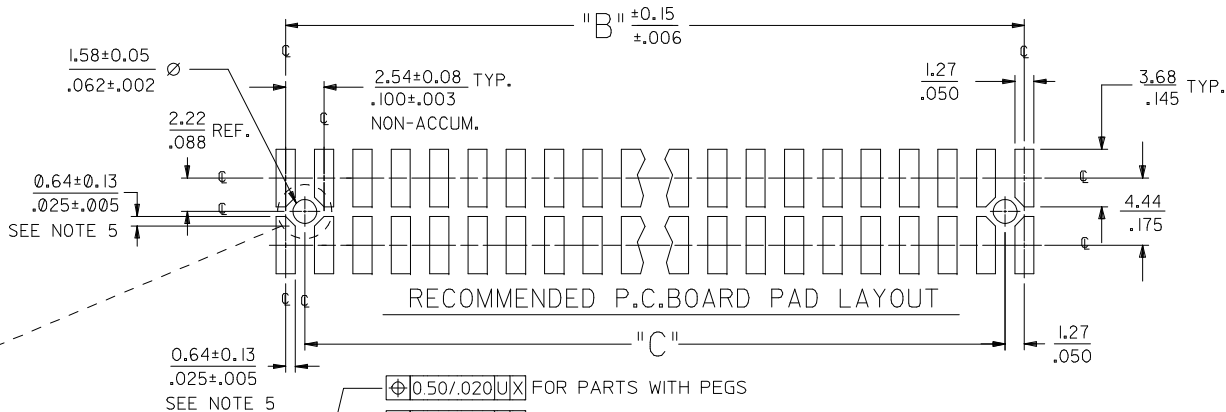 "B" ±0.15
±.006
℄
℄
1.58±0.05 Ø
.062±.002
2.54±0.08 TYP.
.100±.003
NON-ACCUM.
1.27
.050
3.68 TYP.
.145
℄
2.22 REF.
.088
℄
℄
0.64±0.13
.025±.005
SEE NOTE 5
℄
4.44
.175
℄
℄ ℄
RECOMMENDED P.C.BOARD PAD LAYOUT
"C"
1.27
.050
0.64±0.13
.025±.005
SEE NOTE 5
⌖ 0.50/.020 U X FOR PARTS WITH PEGS